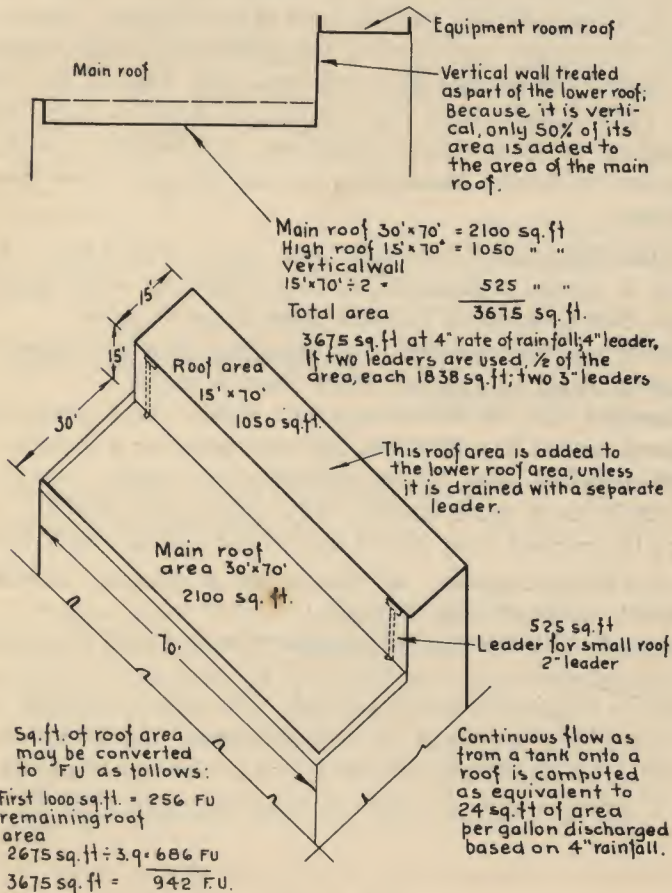 Equipment room roof
Main roof
Vertical wall treated
as part of the lower roof;
Because it is verti-
cal, only 50% of its
area is added to
the area of the main
roof.
Main roof 30'×70' = 2100 sq.ft
High roof 15'×70' = 1050 " "
Vertical wall
15'×70' ÷ 2 = 525 " "
Total area 3675 sq.ft.
3675 sq.ft at 4" rate of rainfall; 4" leader,
If two leaders are used, ½ of the
area, each 1838 sq.ft; two 3" leaders
15'
15'
30'
Roof area
15' × 70'
1050 sq.ft.
This roof area is added to
the lower roof area, unless
it is drained with a separate
leader.
Main roof
area 30'×70'
2100 sq. ft.
70'
525 sq.ft
Leader for small roof
2" leader
Sq.ft. of roof area
may be converted
to FU as follows:
First 1000 sq.ft. = 256 FU
remaining roof
area
2675 sq.ft ÷ 3.9 = 686 FU
3675 sq.ft = 942 F.U.
Continuous flow as
from a tank onto a
roof is computed
as equivalent to
24 sq.ft of area
per gallon discharged
based on 4" rainfall.